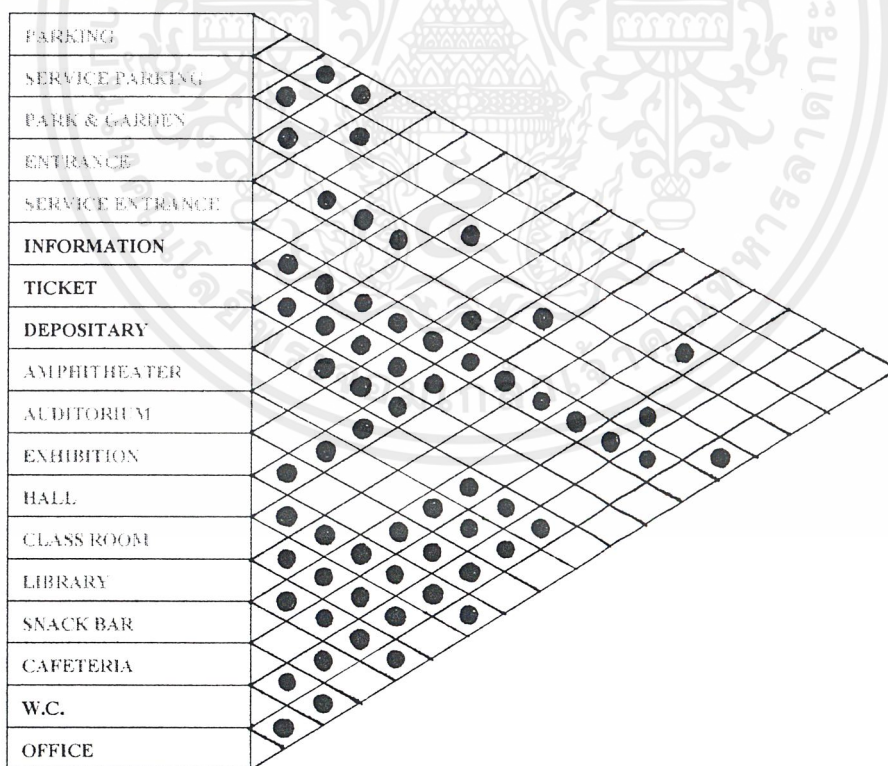 PARKING
SERVICE PARKING
PARK & GARDEN
ENTRANCE
SERVICE ENTRANCE
INFORMATION
TICKET
DEPOSITARY
AMPHITHEATER
AUDITORIUM
EXHIBITION
HALL
CLASS ROOM
LIBRARY
SNACK BAR
CAFETERIA
W.C.
OFFICE